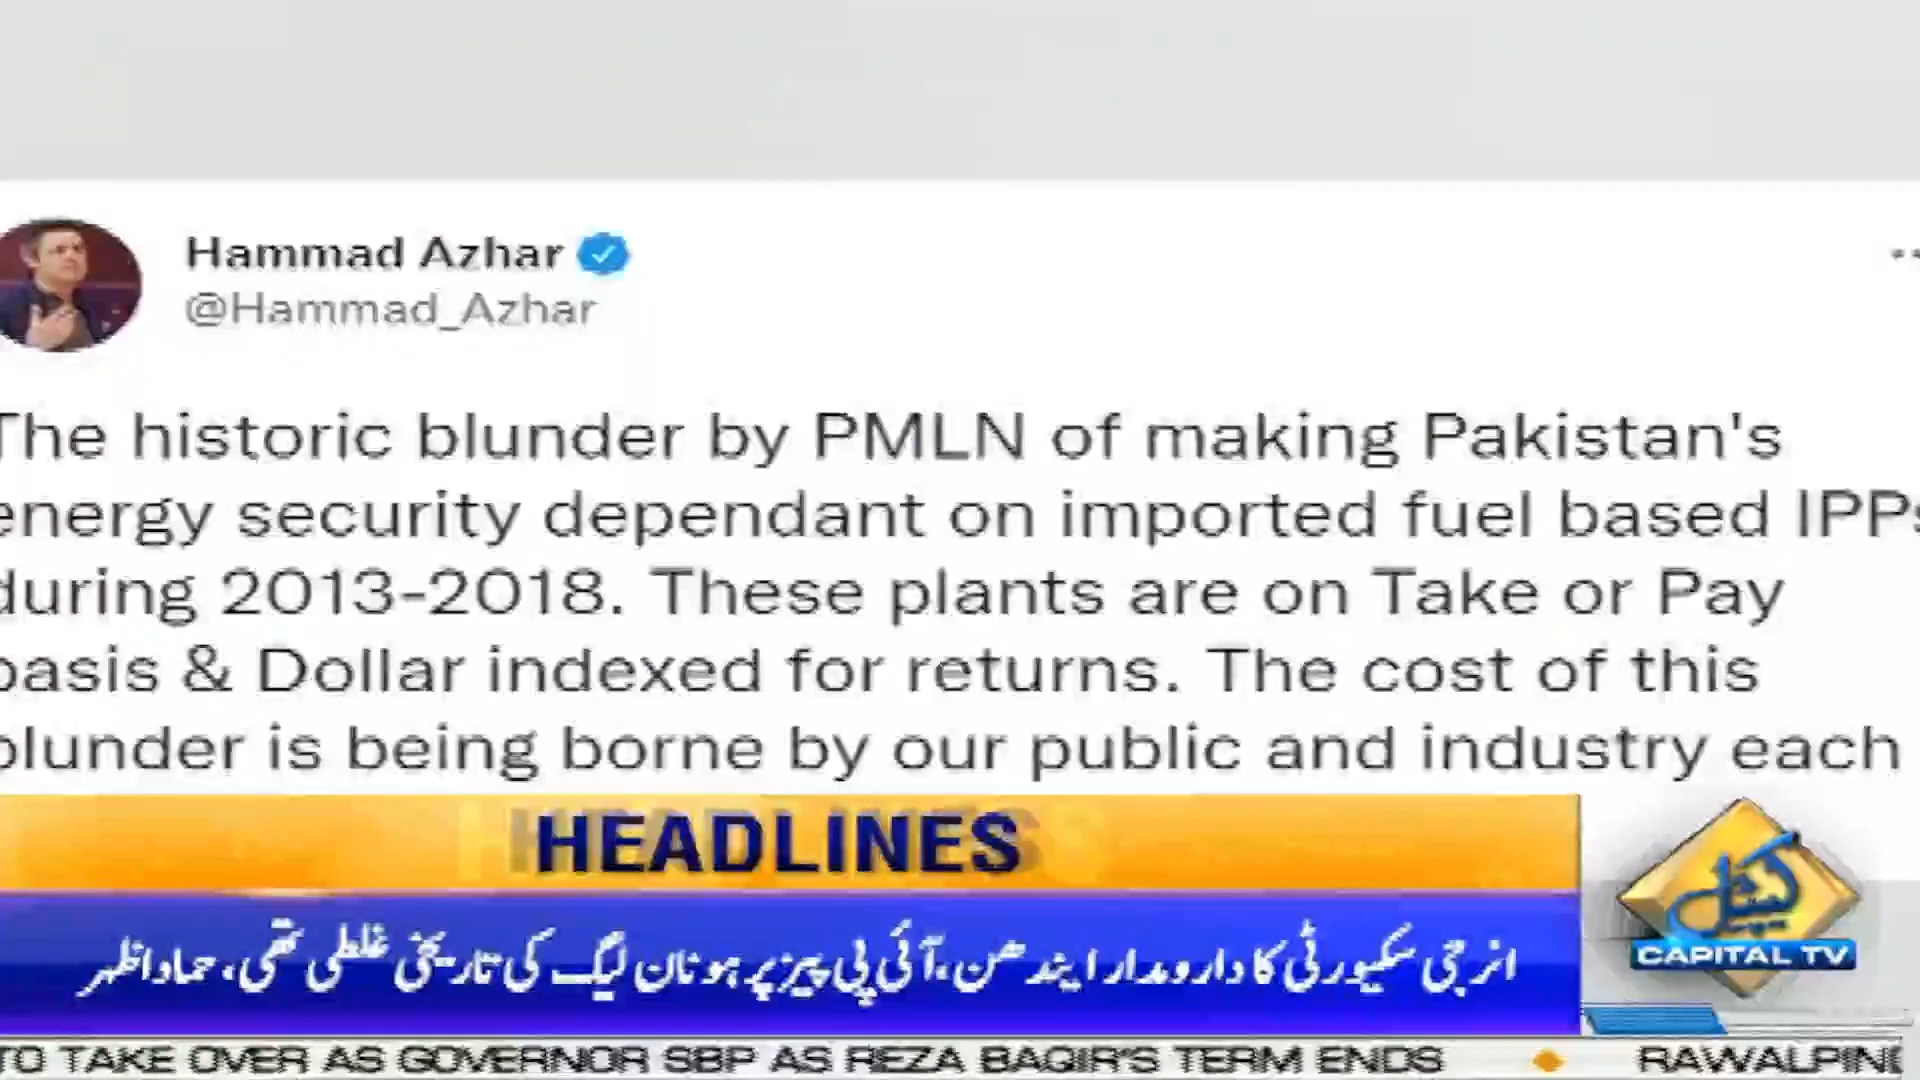 Hammad Azhar
@Hammad_Azhar
The historic blunder by PMLN of making Pakistan's
energy security dependant on imported fuel based IPPs
during 2013-2018. These plants are on Take or Pay
basis & Dollar indexed for returns. The cost of this
blunder is being borne by our public and industry each
HEADLINES
انرجی سکیورٹی کا دارومدار ایندھن، آئی پی پیز پر ہونا ن لیگ کی تاریخی غلطی تھی، حماد اظہر
کیپیٹل
CAPITAL TV
TO TAKE OVER AS GOVERNOR SBP AS REZA BAQIR'S TERM ENDS
RAWALPIND